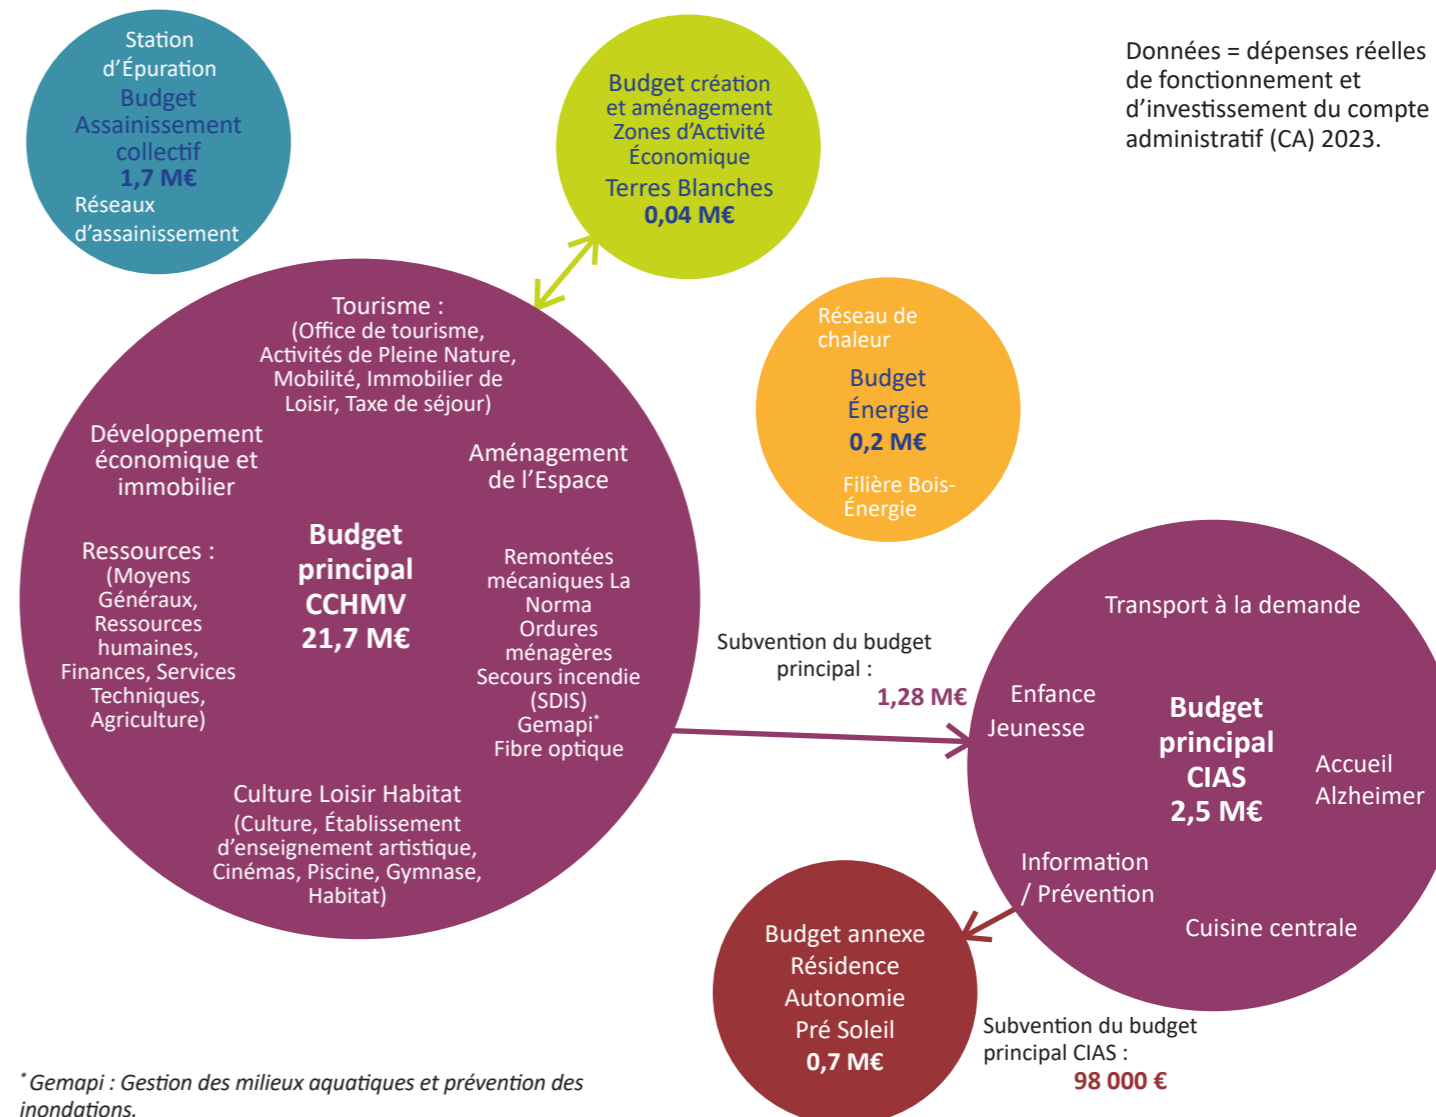 Station
d'Épuration
Budget
Assainissement
collectif
1,7 M€
Réseaux
d'assainissement
Budget création
et aménagement
Zones d'Activité
Économique
Terres Blanches
0,04 M€
Données = dépenses réelles
de fonctionnement et
d'investissement du compte
administratif (CA) 2023.
Tourisme :
(Office de tourisme,
Activités de Pleine Nature,
Mobilité, Immobilier de
Loisir, Taxe de séjour)
Développement
économique et
immobilier
Aménagement
de l'Espace
Ressources :
(Moyens
Généraux,
Ressources
humaines,
Finances, Services
Techniques,
Agriculture)
Budget
principal
CCHMV
21,7 M€
Remontées
mécaniques La
Norma
Ordures
ménagères
Secours incendie
(SDIS)
Gemapi*
Fibre optique
Culture Loisir Habitat
(Culture, Établissement
d'enseignement artistique,
Cinémas, Piscine, Gymnase,
Habitat)
Réseau de
chaleur
Budget
Énergie
0,2 M€
Filière Bois-
Énergie
Subvention du budget
principal :
1,28 M€
Transport à la demande
Enfance
Jeunesse
Budget
principal
CIAS
2,5 M€
Accueil
Alzheimer
Information
/ Prévention
Cuisine centrale
Budget annexe
Résidence
Autonomie
Pré Soleil
0,7 M€
Subvention du budget
principal CIAS :
98 000 €
* Gemapi : Gestion des milieux aquatiques et prévention des
inondations.